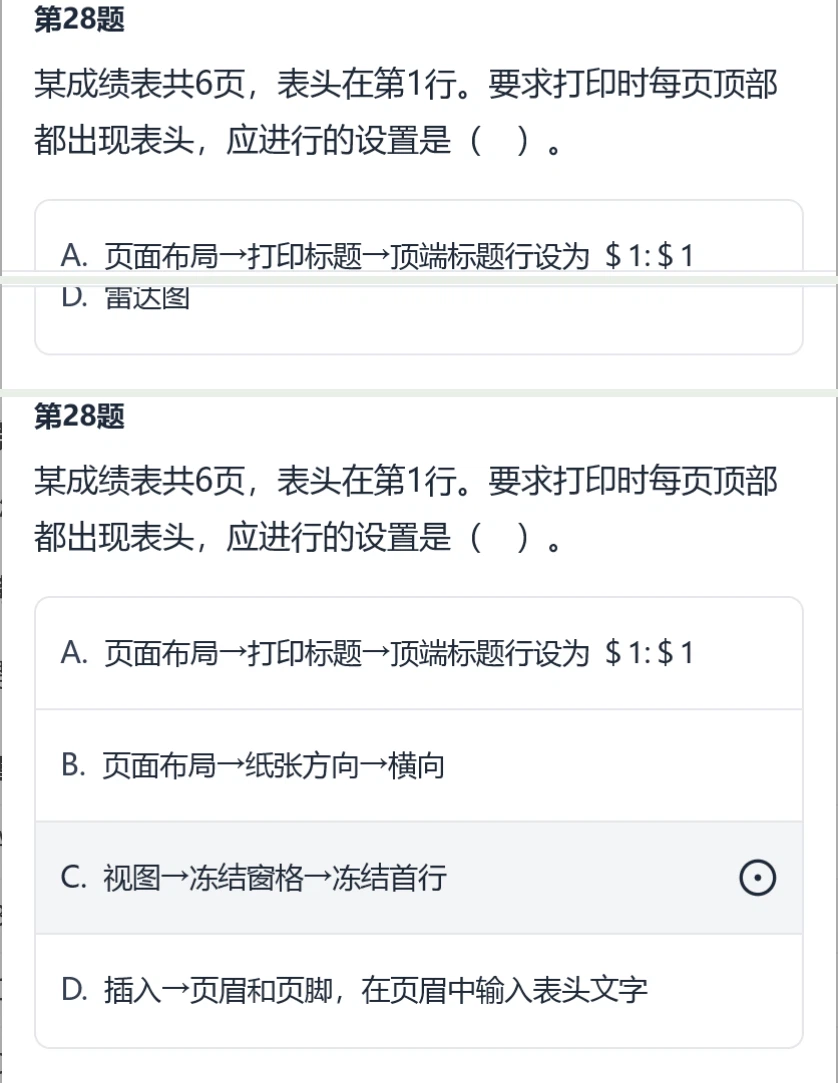 第28题
某成绩表共6页，表头在第1行。要求打印时每页顶部
都出现表头，应进行的设置是（　）。
A. 页面布局→打印标题→顶端标题行设为 $1:$1
D. 雷达图
第28题
某成绩表共6页，表头在第1行。要求打印时每页顶部
都出现表头，应进行的设置是（　）。
A. 页面布局→打印标题→顶端标题行设为 $1:$1
B. 页面布局→纸张方向→横向
C. 视图→冻结窗格→冻结首行
D. 插入→页眉和页脚，在页眉中输入表头文字